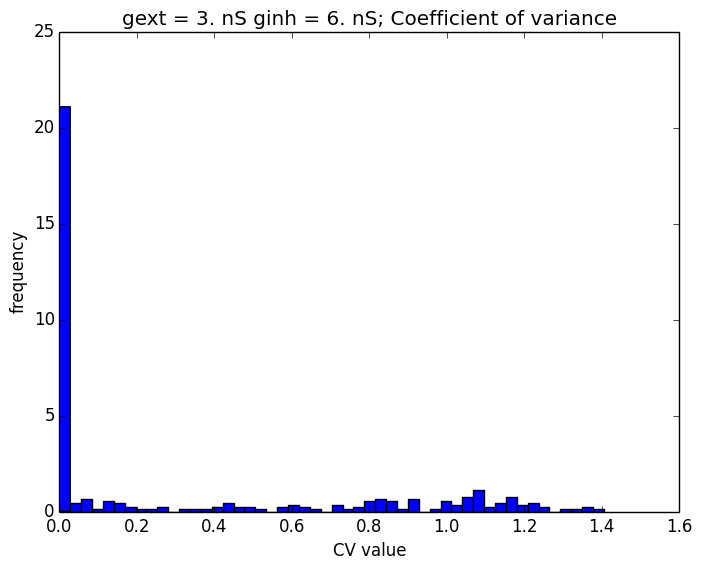 gext = 3. nS ginh = 6. nS; Coefficient of variance
25
20
15
10
5
0
frequency
0.0 0.2 0.4 0.6 0.8 1.0 1.2 1.4 1.6
CV value